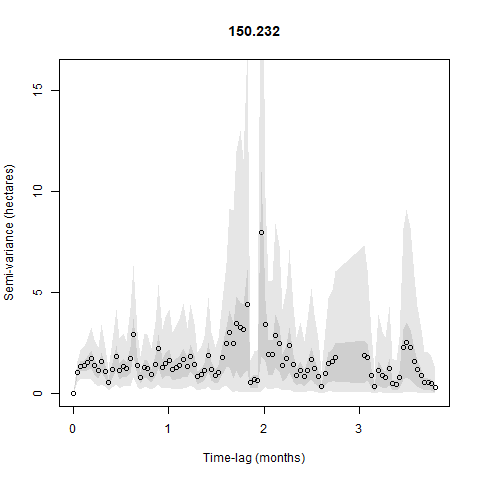 150.232
Semi-variance (hectares)
15
10
5
0
0 1 2 3
Time-lag (months)